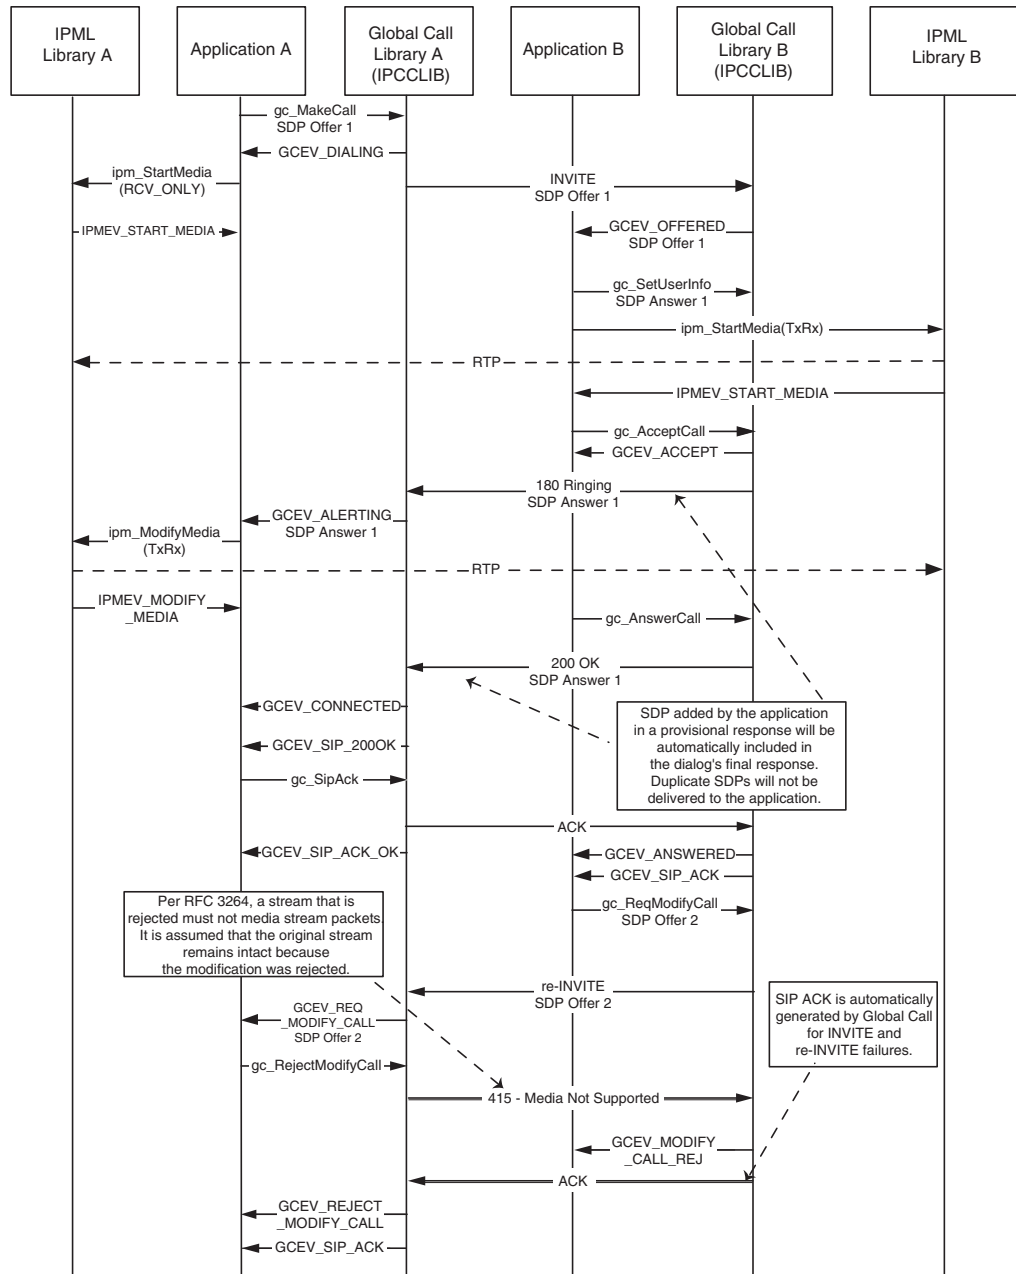 IPML
Library A
Application A
Global Call
Library A
(IPCCLIB)
Application B
Global Call
Library B
(IPCCLIB)
IPML
Library B
gc_MakeCall
SDP Offer 1
GCEV_DIALING
ipm_StartMedia
(RCV_ONLY)
INVITE
SDP Offer 1
IPMEV_START_MEDIA
GCEV_OFFERED
SDP Offer 1
gc_SetUserInfo
SDP Answer 1
ipm_StartMedia(TxRx)
RTP
IPMEV_START_MEDIA
gc_AcceptCall
GCEV_ACCEPT
180 Ringing
SDP Answer 1
GCEV_ALERTING
SDP Answer 1
ipm_ModifyMedia
(TxRx)
RTP
IPMEV_MODIFY
_MEDIA
gc_AnswerCall
200 OK
SDP Answer 1
GCEV_CONNECTED
SDP added by the application
in a provisional response will be
automatically included in
the dialog's final response.
Duplicate SDPs will not be
delivered to the application.
GCEV_SIP_200OK
gc_SipAck
ACK
GCEV_SIP_ACK_OK
GCEV_ANSWERED
GCEV_SIP_ACK
Per RFC 3264, a stream that is
rejected must not media stream packets.
It is assumed that the original stream
remains intact because
the modification was rejected.
gc_ReqModifyCall
SDP Offer 2
re-INVITE
SDP Offer 2
SIP ACK is automatically
generated by Global Call
for INVITE and
re-INVITE failures.
GCEV_REQ
_MODIFY_CALL
SDP Offer 2
gc_RejectModifyCall
415 - Media Not Supported
GCEV_MODIFY
_CALL_REJ
ACK
GCEV_REJECT
_MODIFY_CALL
GCEV_SIP_ACK